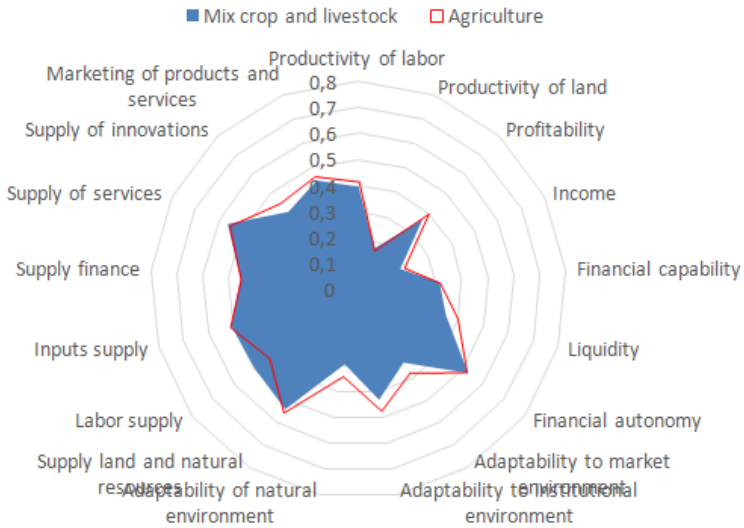 Mix crop and livestock
Agriculture
Productivity of labor
Productivity of land
Profitability
Income
Financial capability
Liquidity
Financial autonomy
Adaptability to market
environment
Adaptability to institutional
environment
Adaptability of natural
environment
Supply land and natural
resources
Labor supply
Inputs supply
Supply finance
Supply of services
Supply of innovations
Marketing of products and
services
0,8
0,7
0,6
0,5
0,4
0,3
0,2
0,1
0